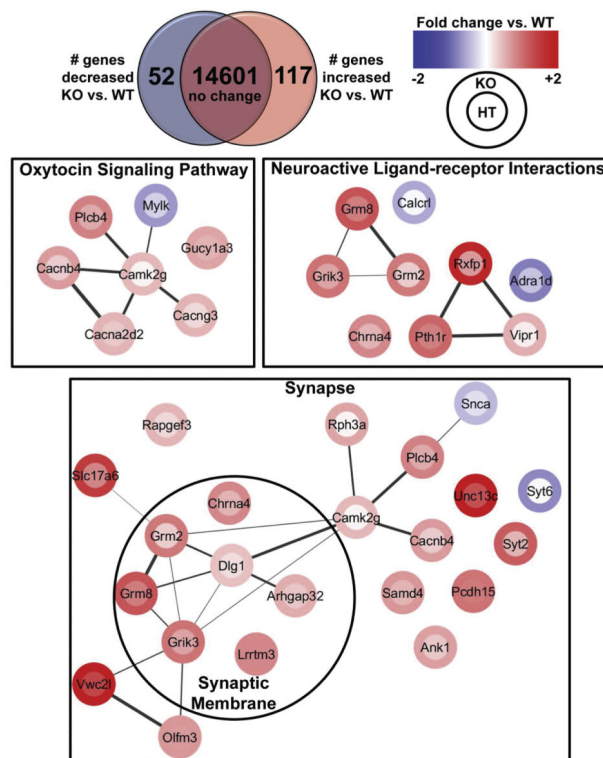 Fold change vs. WT
-2
+2
KO
HT
# genes
decreased
KO vs. WT
52
14601
no change
117
# genes
increased
KO vs. WT
Oxytocin Signaling Pathway
Plcb4
Mylk
Gucy1a3
Cacnb4
Camk2g
Cacng3
Cacna2d2
Neuroactive Ligand-receptor Interactions
Grm8
Calcrl
Grik3
Grm2
Rxfp1
Adra1d
Chrna4
Pth1r
Vipr1
Synapse
Rapgef3
Rph3a
Snca
Slc17a6
Plcb4
Chrna4
Unc13c
Syt6
Camk2g
Grm2
Cacnb4
Syt2
Dlg1
Grm8
Arhgap32
Samd4
Pcdh15
Grik3
Lrrtm3
Ank1
Vwc2l
Synaptic
Membrane
Olfm3